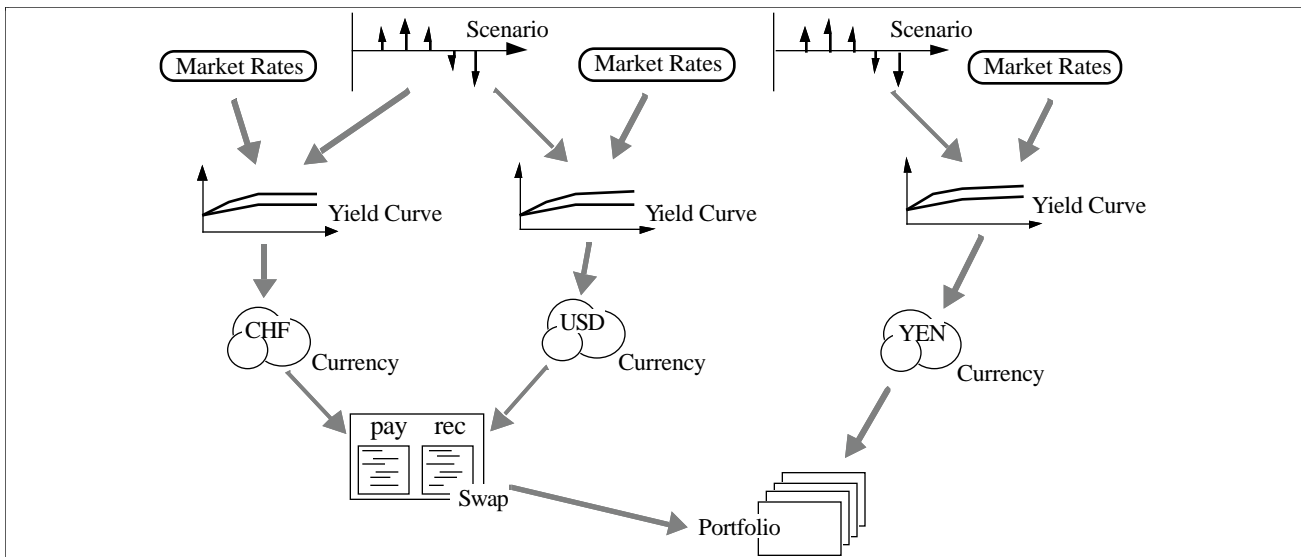 Scenario
Scenario
Market Rates
Market Rates
Market Rates
Yield Curve
Yield Curve
Yield Curve
CHF
USD
YEN
Currency
Currency
Currency
pay rec
Swap
Portfolio